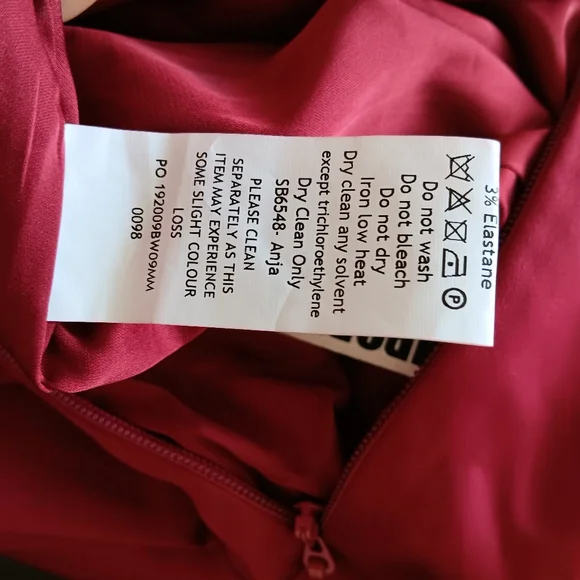 3% Elastane
Do not wash
Do not bleach
Do not dry
Iron low heat
Dry clean any solvent
except trichloroethylene
Dry Clean Only
SB6548- Anja
PLEASE CLEAN
SEPARATELY AS THIS
ITEM MAY EXPERIENCE
SOME SLIGHT COLOUR
LOSS
PO 192009BW09MM
0098